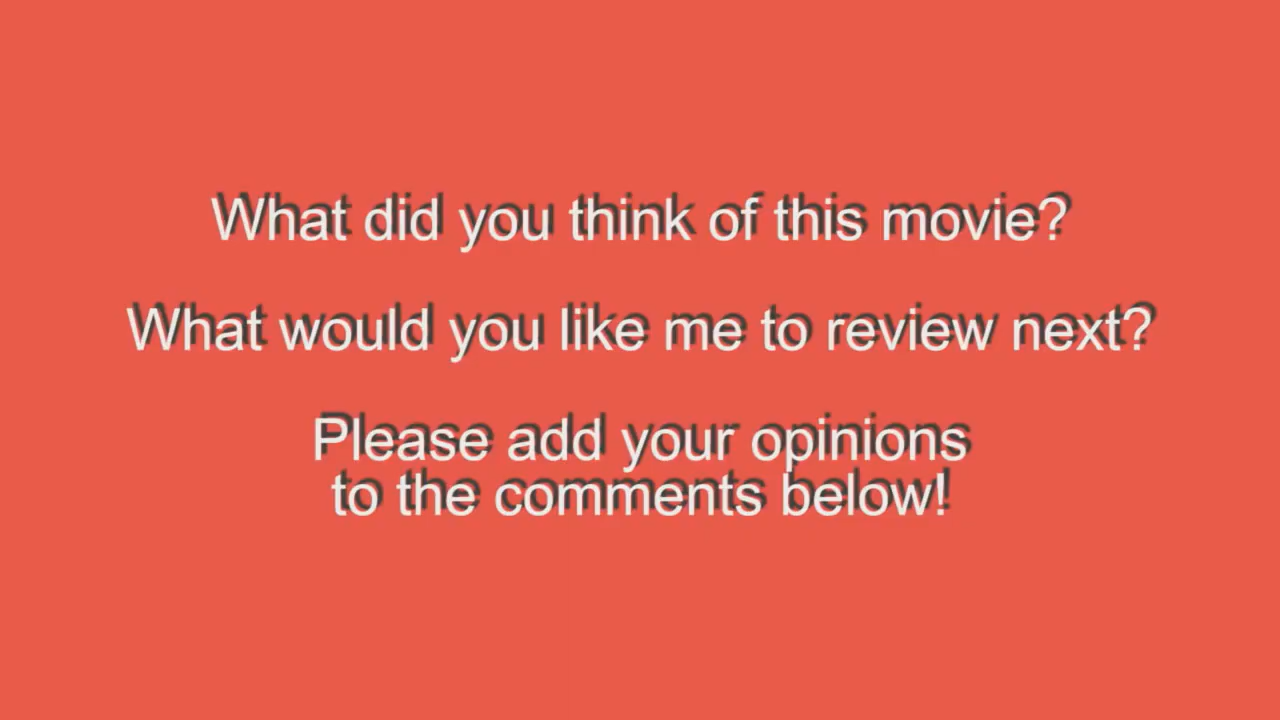 What did you think of this movie?
What would you like me to review next?
Please add your opinions
to the comments below!